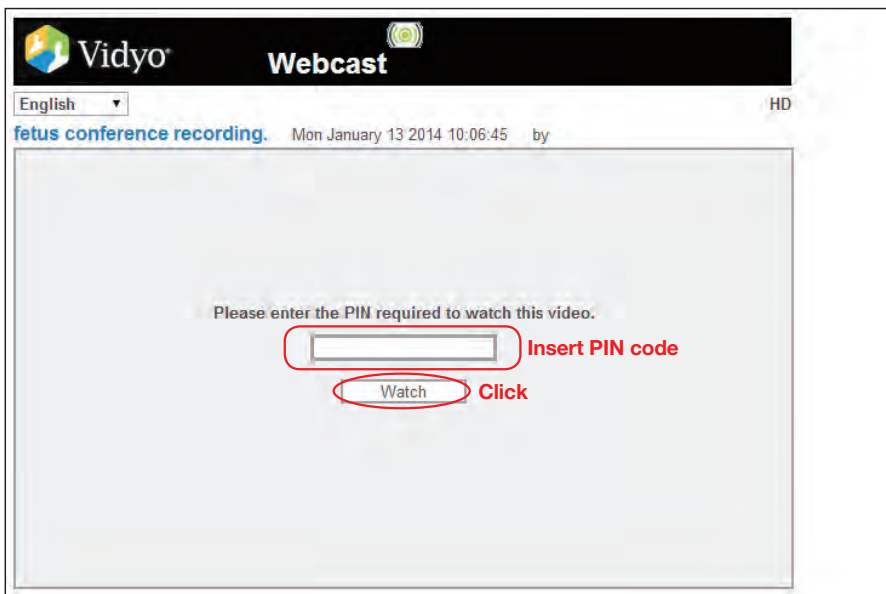 Vidyo
Webcast
English
HD
fetus conference recording. Mon January 13 2014 10:06:45 by
Please enter the PIN required to watch this video.
Insert PIN code
Watch Click